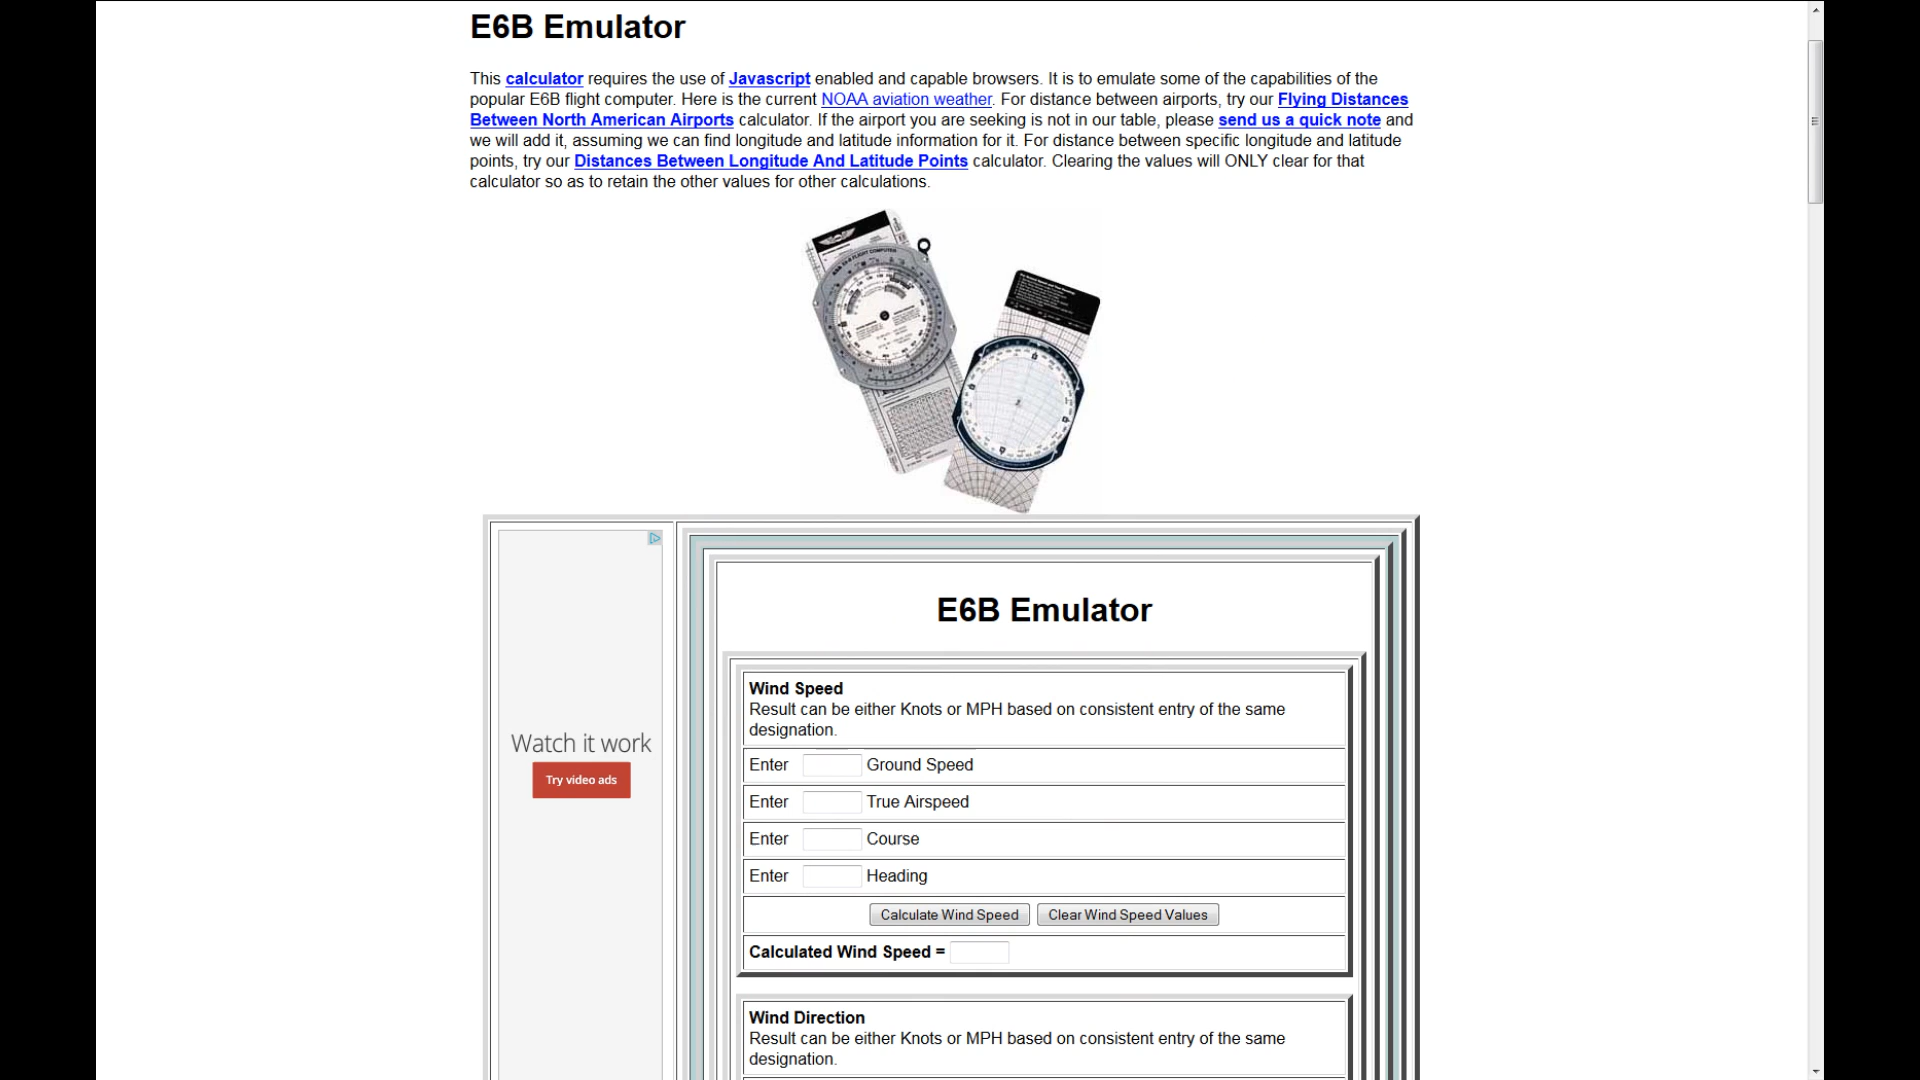 E6B Emulator
This calculator requires the use of Javascript enabled and capable browsers. It is to emulate some of the capabilities of the
popular E6B flight computer. Here is the current NOAA aviation weather. For distance between airports, try our Flying Distances
Between North American Airports calculator. If the airport you are seeking is not in our table, please send us a quick note and
we will add it, assuming we can find longitude and latitude information for it. For distance between specific longitude and latitude
points, try our Distances Between Longitude And Latitude Points calculator. Clearing the values will ONLY clear for that
calculator so as to retain the other values for other calculations.
Watch it work
Try video ads
E6B Emulator
Wind Speed
Result can be either Knots or MPH based on consistent entry of the same
designation.
Enter Ground Speed
Enter True Airspeed
Enter Course
Enter Heading
Calculate Wind Speed Clear Wind Speed Values
Calculated Wind Speed =
Wind Direction
Result can be either Knots or MPH based on consistent entry of the same
designation.